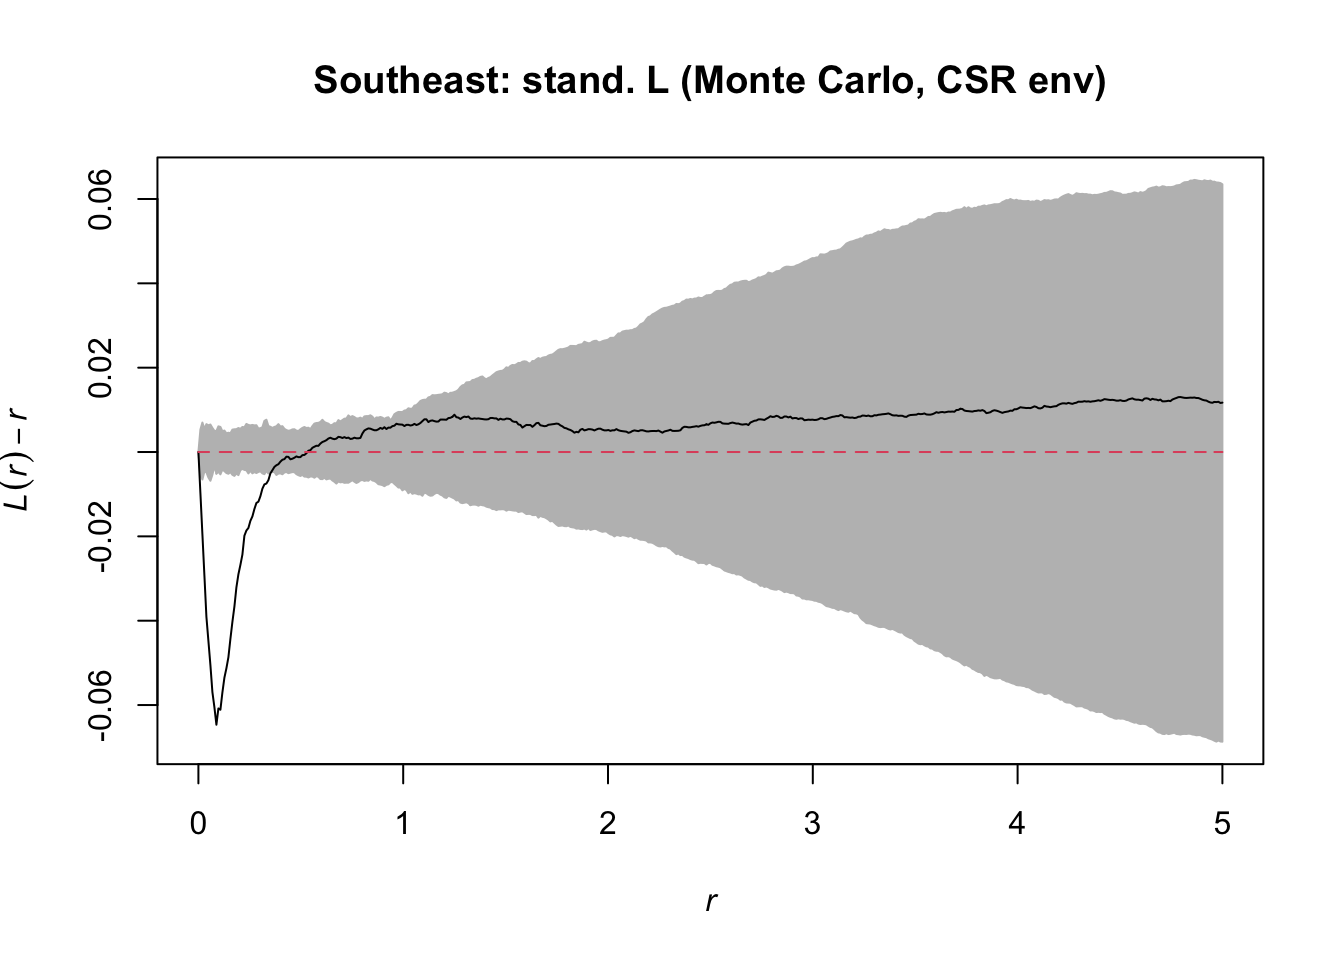 Southeast: stand. L (Monte Carlo, CSR env)
0.06
0.02
-0.02
-0.06
L(r) – r
0 1 2 3 4 5
r